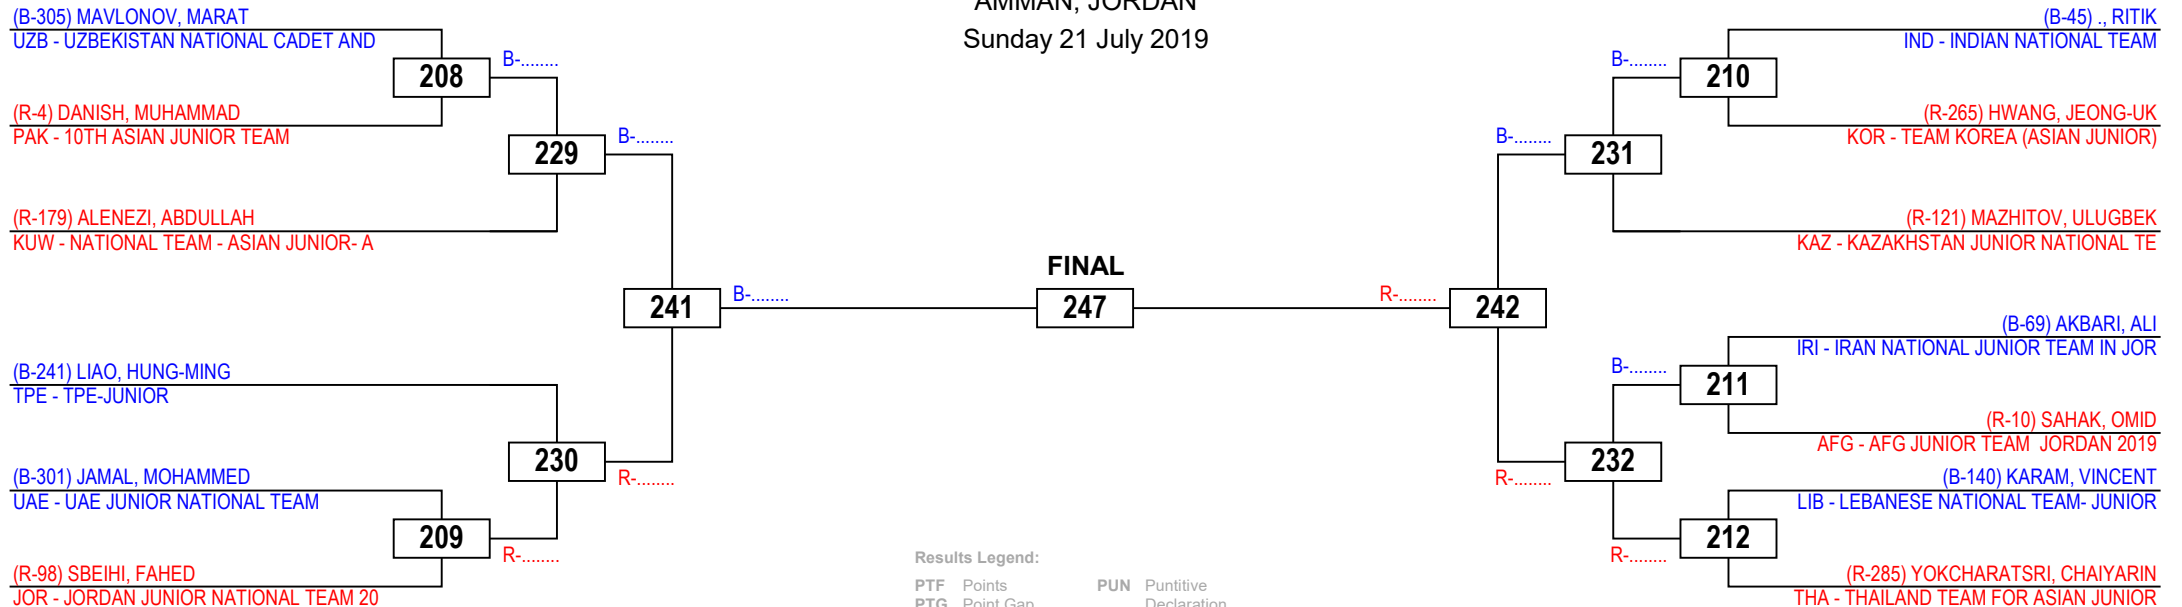 AMMAN, JORDAN
Sunday 21 July 2019
(B-305) MAVLONOV, MARAT
UZB - UZBEKISTAN NATIONAL CADET AND
208
B-........
(R-4) DANISH, MUHAMMAD
PAK - 10TH ASIAN JUNIOR TEAM
229
B-........
(R-179) ALENEZI, ABDULLAH
KUW - NATIONAL TEAM - ASIAN JUNIOR- A
241
B-........
(B-241) LIAO, HUNG-MING
TPE - TPE-JUNIOR
230
R-........
(B-301) JAMAL, MOHAMMED
UAE - UAE JUNIOR NATIONAL TEAM
209
R-........
(R-98) SBEIHI, FAHED
JOR - JORDAN JUNIOR NATIONAL TEAM 20
FINAL
247
(B-45) ., RITIK
IND - INDIAN NATIONAL TEAM
B-........
210
(R-265) HWANG, JEONG-UK
KOR - TEAM KOREA (ASIAN JUNIOR)
B-........
231
(R-121) MAZHITOV, ULUGBEK
KAZ - KAZAKHSTAN JUNIOR NATIONAL TE
R-........
242
(B-69) AKBARI, ALI
IRI - IRAN NATIONAL JUNIOR TEAM IN JOR
B-........
211
(R-10) SAHAK, OMID
AFG - AFG JUNIOR TEAM  JORDAN 2019
R-........
232
(B-140) KARAM, VINCENT
LIB - LEBANESE NATIONAL TEAM- JUNIOR
R-........
212
(R-285) YOKCHARATSRI, CHAIYARIN
THA - THAILAND TEAM FOR ASIAN JUNIOR
Results Legend:
PTF Points PUN Puntitive
PTG Point Gap Declaration